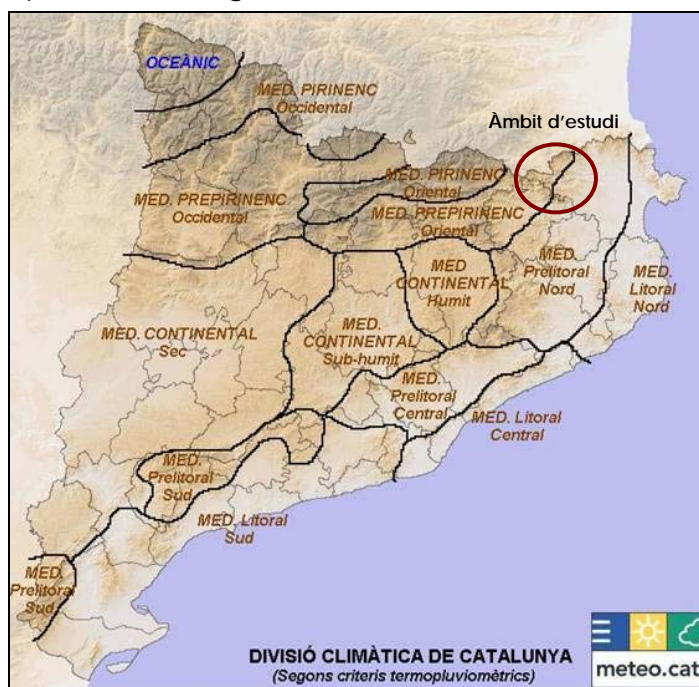 OCEÀNIC
MED. PIRINENC
Occidental
Àmbit d'estudi
MED. PREPIRINENC
Occidental
MED. PIRINENC
Oriental
MED. PREPIRINENC
Oriental
MED
CONTINENTAL
Humit
MED.
Prelitoral
Nord
MED.
Litoral
Nord
MED. CONTINENTAL
Sec
MED.
CONTINENTAL
Sub-humit
MED.
Prelitoral
Central
MED. Litoral
Central
MED.
Prelitoral
Sud
MED. Litoral
Sud
MED.
Prelitoral
Sud
DIVISIÓ CLIMÀTICA DE CATALUNYA
(Segons criteris termopluviomètrics)
meteo.cat